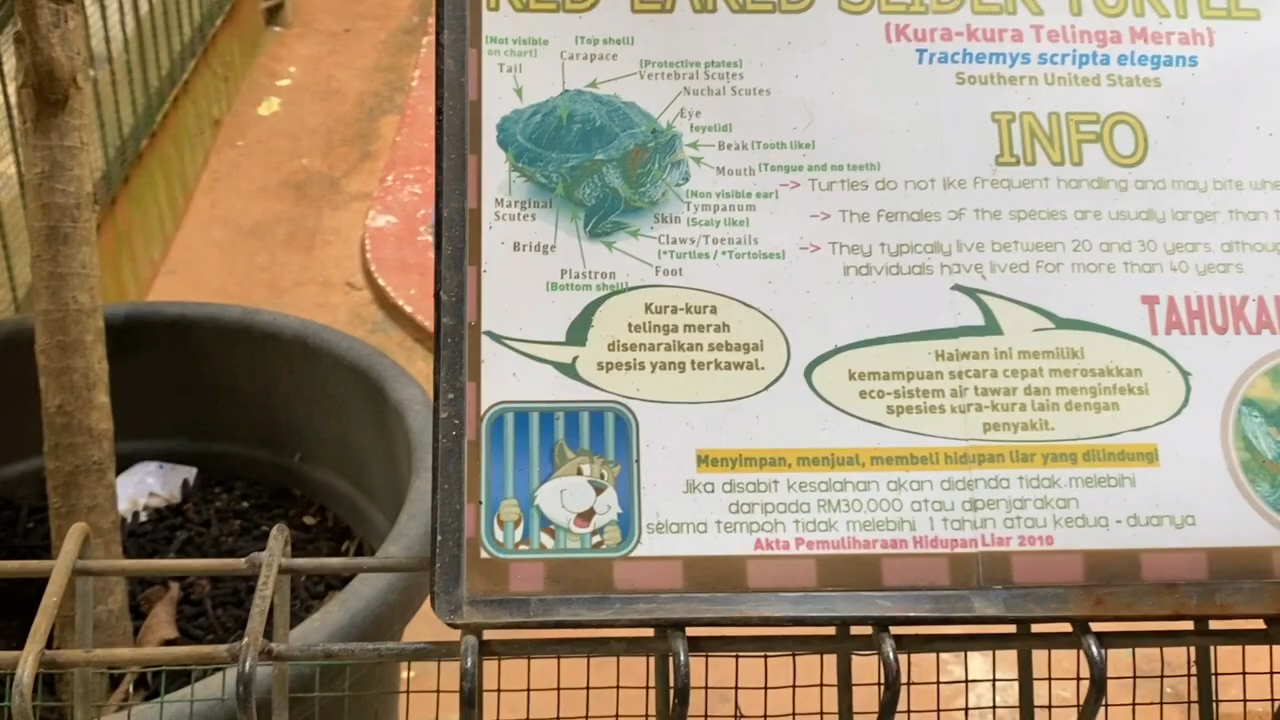 RED EARED SLIDER TURTLE
(Kura-kura Telinga Merah)
Trachemys scripta elegans
Southern United States
(Not visible
on chart)
Tail
(Top shell)
Carapace
(Protective plates)
Vertebral Scutes
Nuchal Scutes
Eye
(eyelid)
Beak (Tooth like)
Mouth (Tongue and no teeth)
(Non visible ear)
Tympanum
Skin (Scaly like)
Claws/Toenails
(*Turtles / *Tortoises)
Foot
Marginal
Scutes
Bridge
Plastron
(Bottom shell)
INFO
-> Turtles do not like frequent handling and may bite
-> The females of the species are usually larger than
-> They typically live between 20 and 30 years,
individuals have lived for more than 40 years
Kura-kura
telinga merah
disenaraikan sebagai
spesis yang terkawal.
TAHUKA
Haiwan ini memiliki
kemampuan secara cepat merosakkan
eco-sistem air tawar dan menginfeksi
spesies kura-kura lain dengan
penyakit.
Menyimpan, menjual, membeli hidupan liar yang dilindungi
Jika disabit kesalahan akan didenda tidak melebihi
daripada RM30,000 atau dipenjarakan
selama tempoh tidak melebihi 1 tahun atau kedua - duanya
Akta Pemuliharaan Hidupan Liar 2010